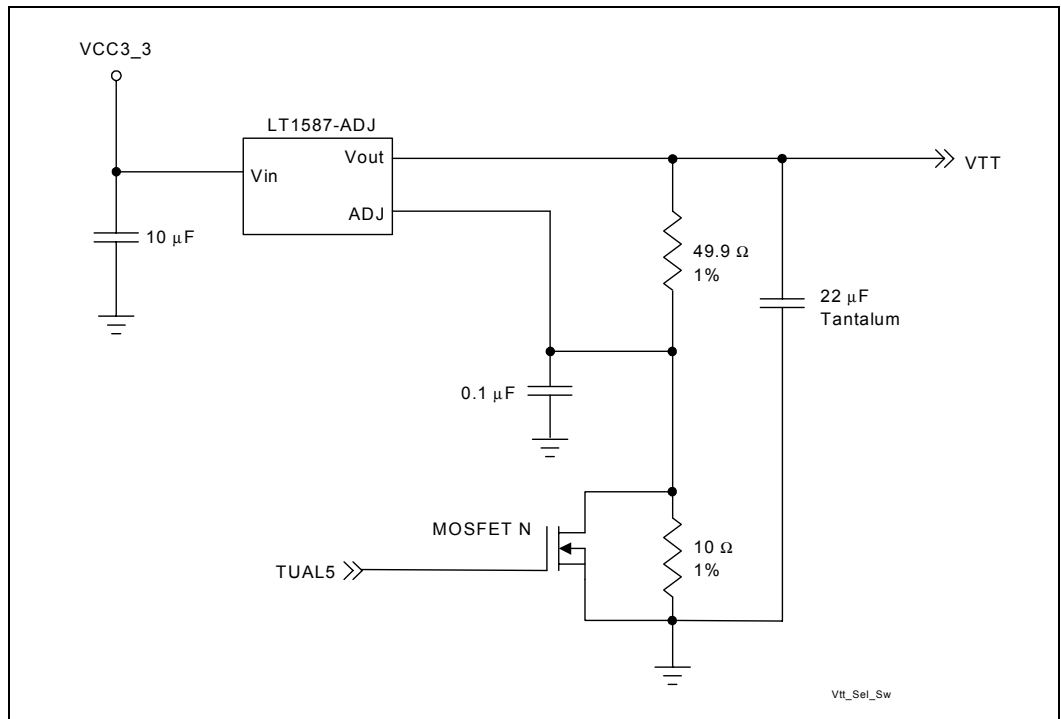 VCC3_3
LT1587-ADJ
Vin
Vout
ADJ
VTT
10 μF
49.9 Ω
1%
22 μF
Tantalum
0.1 μF
MOSFET N
TUAL5
10 Ω
1%
Vtt_Sel_Sw